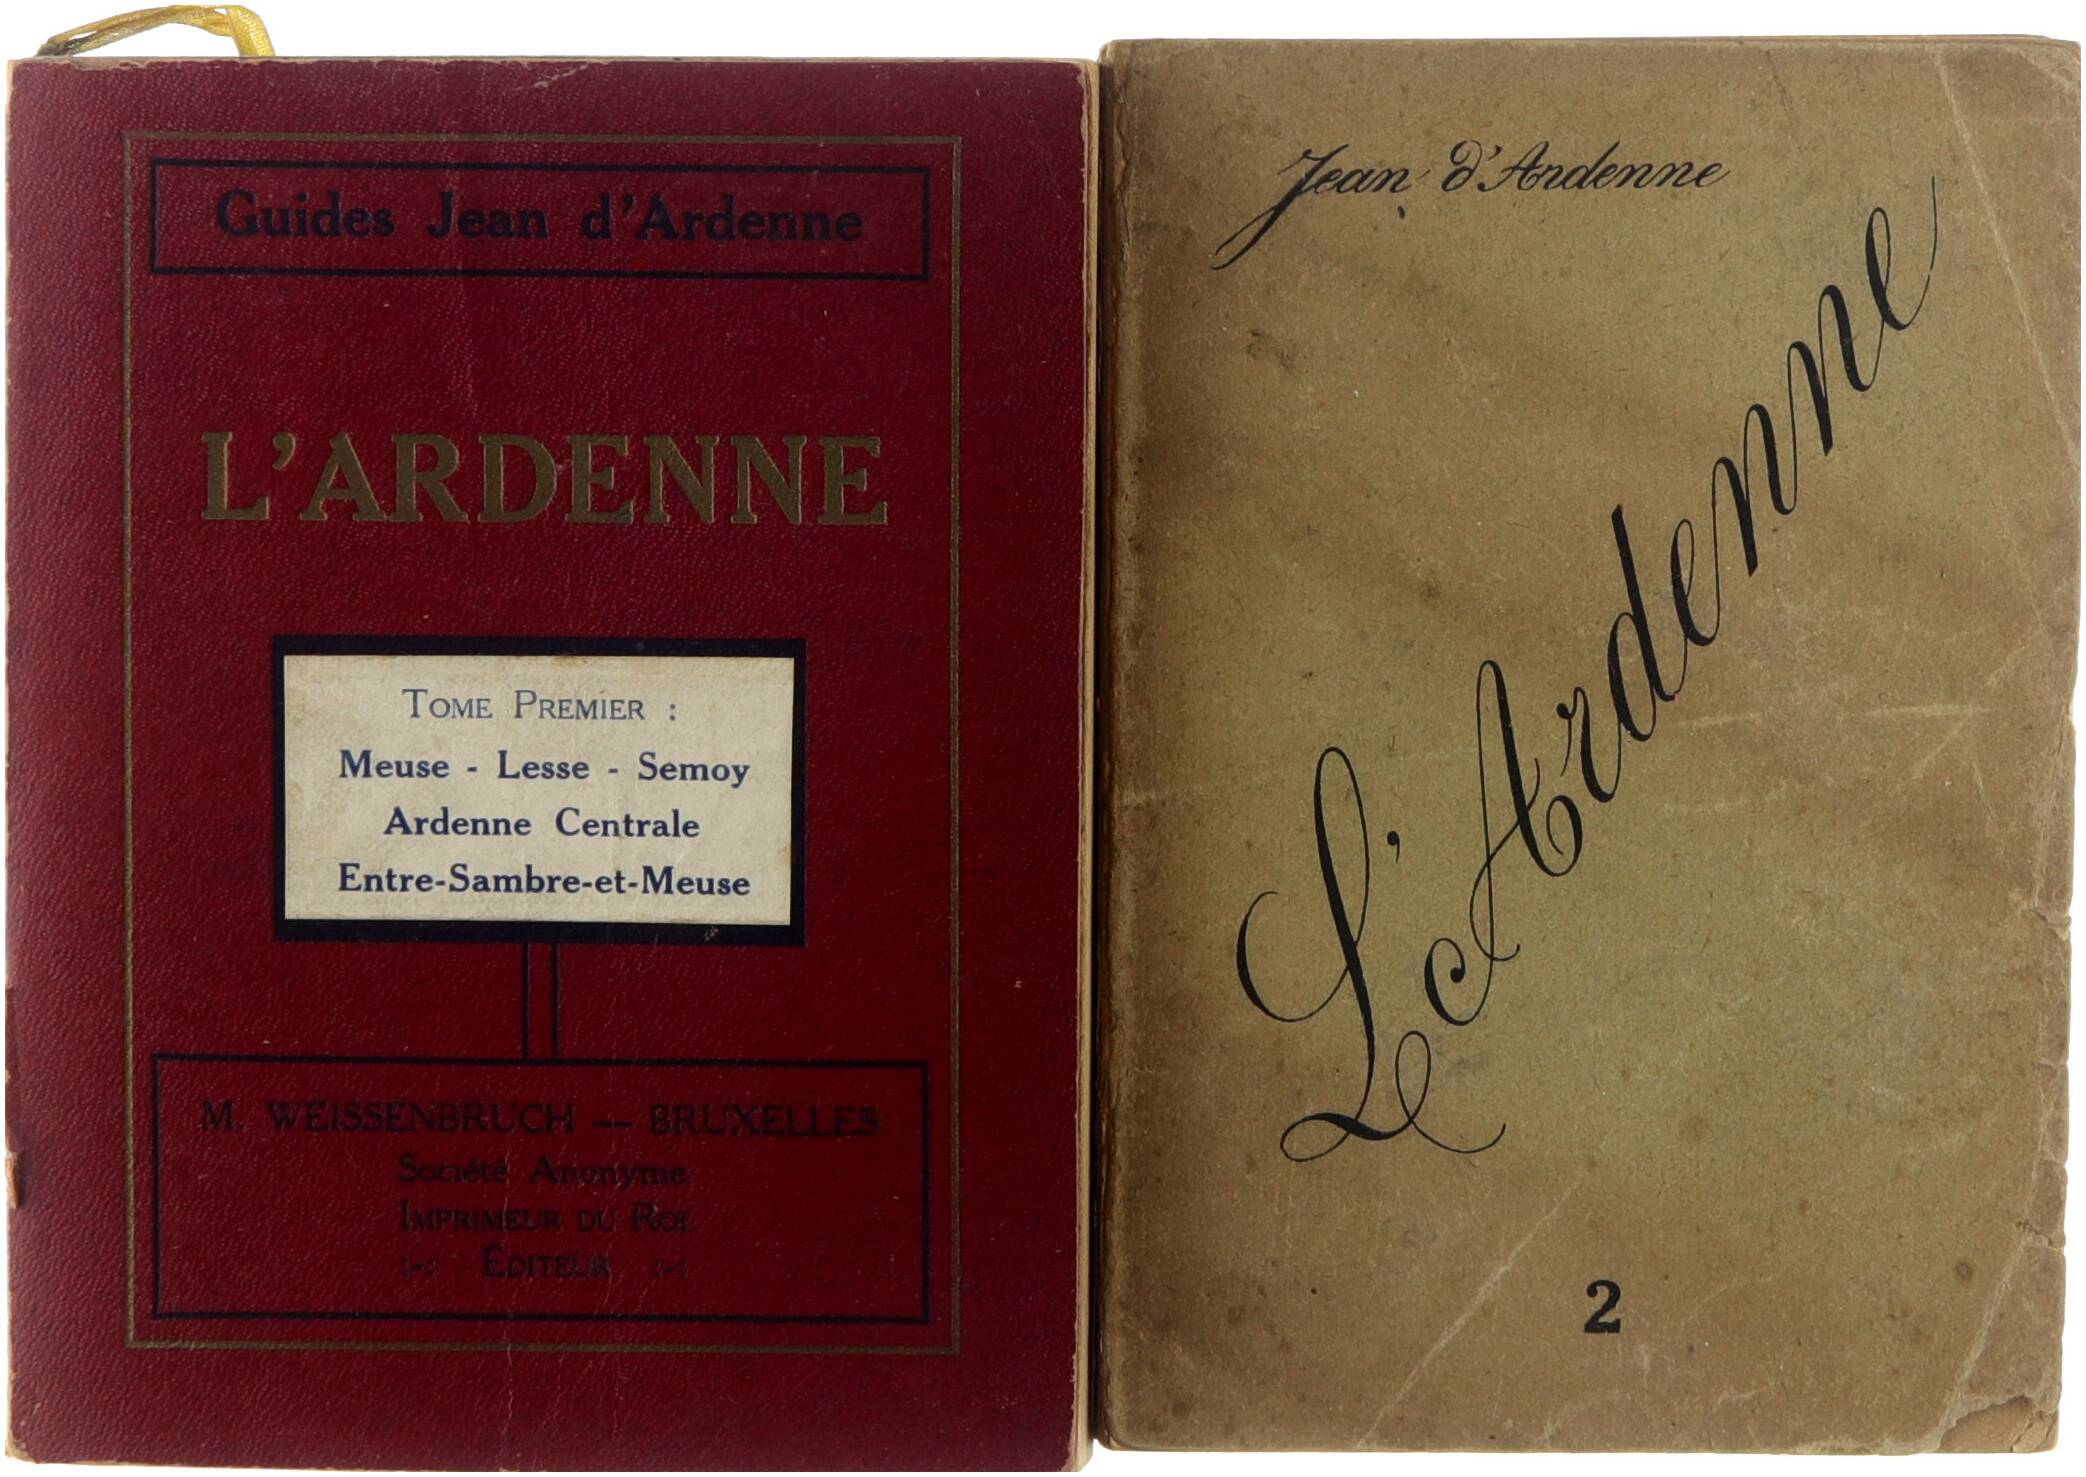 Guides Jean d'Ardenne
L'ARDENNE
TOME PREMIER :
Meuse - Lesse - Semoy
Ardenne Centrale
Entre-Sambre-et-Meuse
M. WEISSENBRUCH — BRUXELLES
Société Anonyme
IMPRIMEUR DU ROI
:-: ÉDITEUR :-:
Jean d'Ardenne
L'Ardenne
2